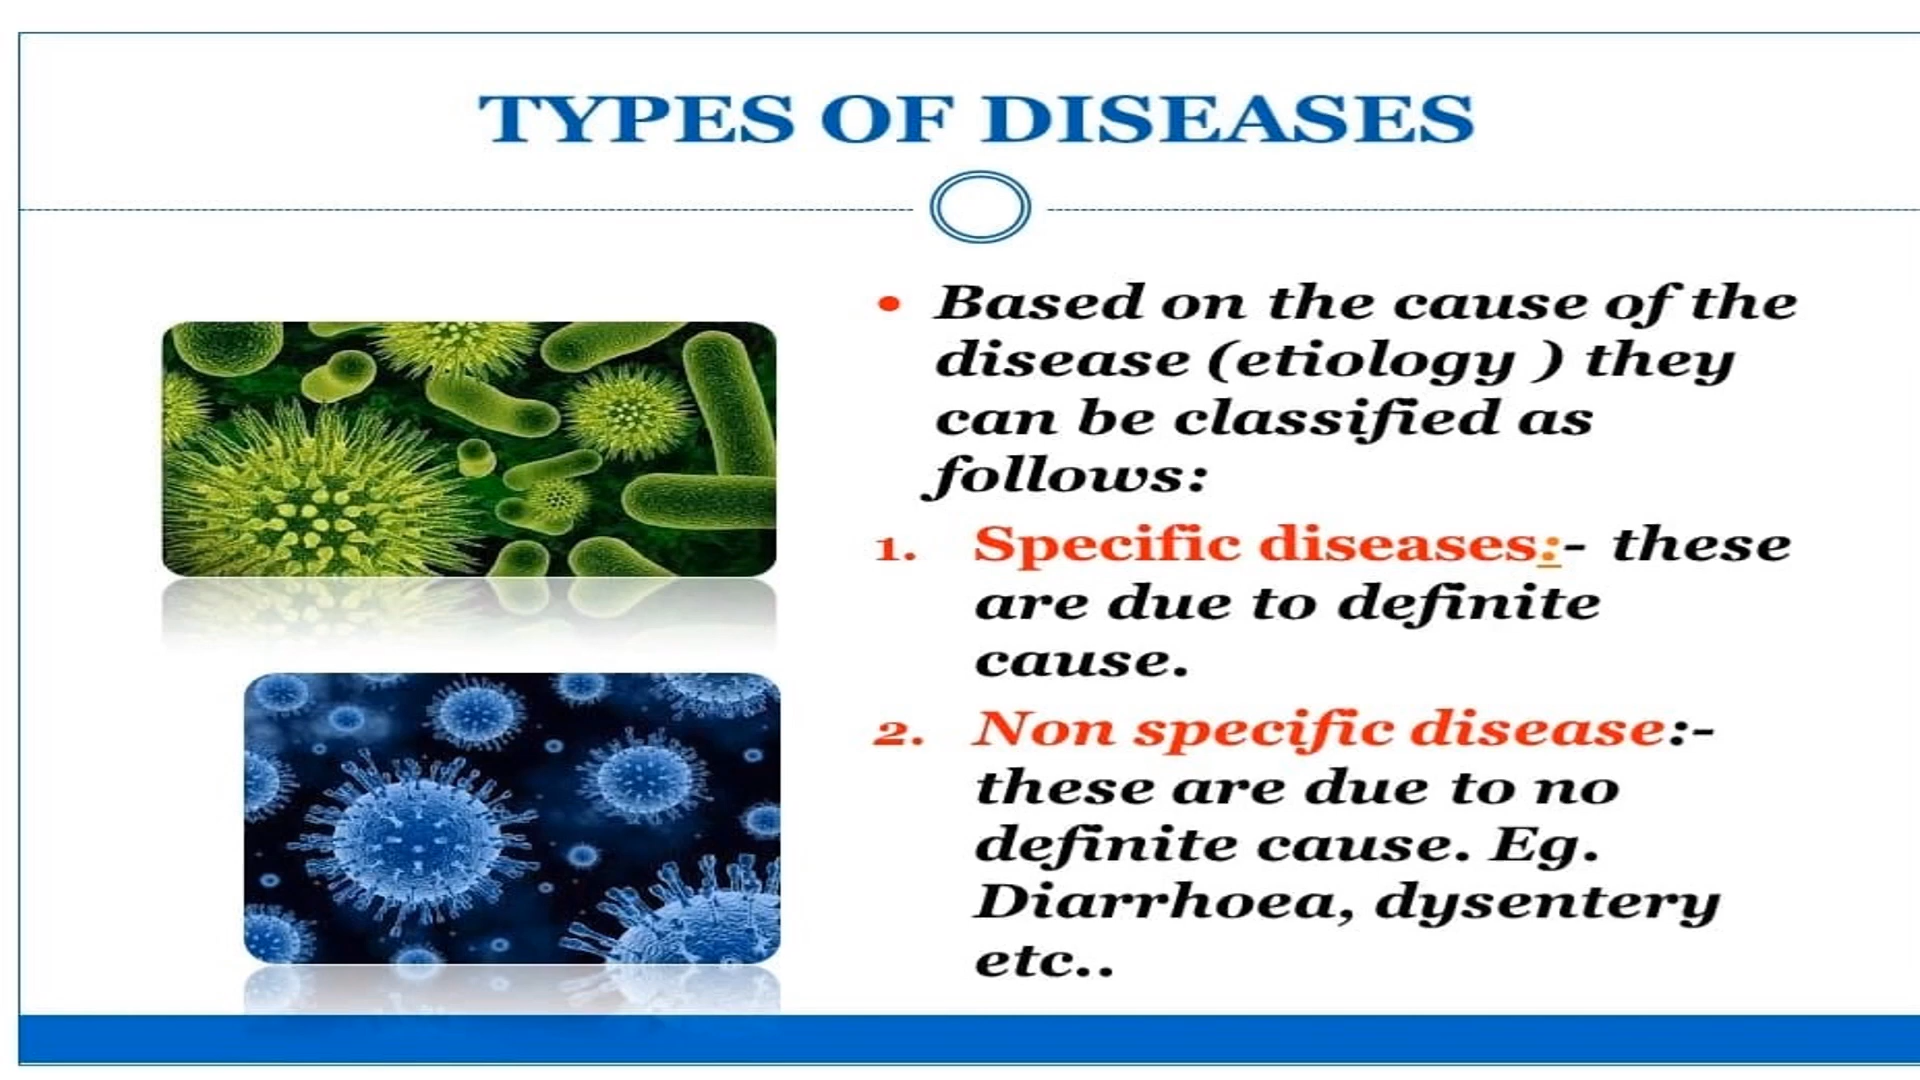 TYPES OF DISEASES
• Based on the cause of the
disease (etiology ) they
can be classified as
follows:
1. Specific diseases:- these
are due to definite
cause.
2. Non specific disease:-
these are due to no
definite cause. Eg.
Diarrhoea, dysentery
etc..